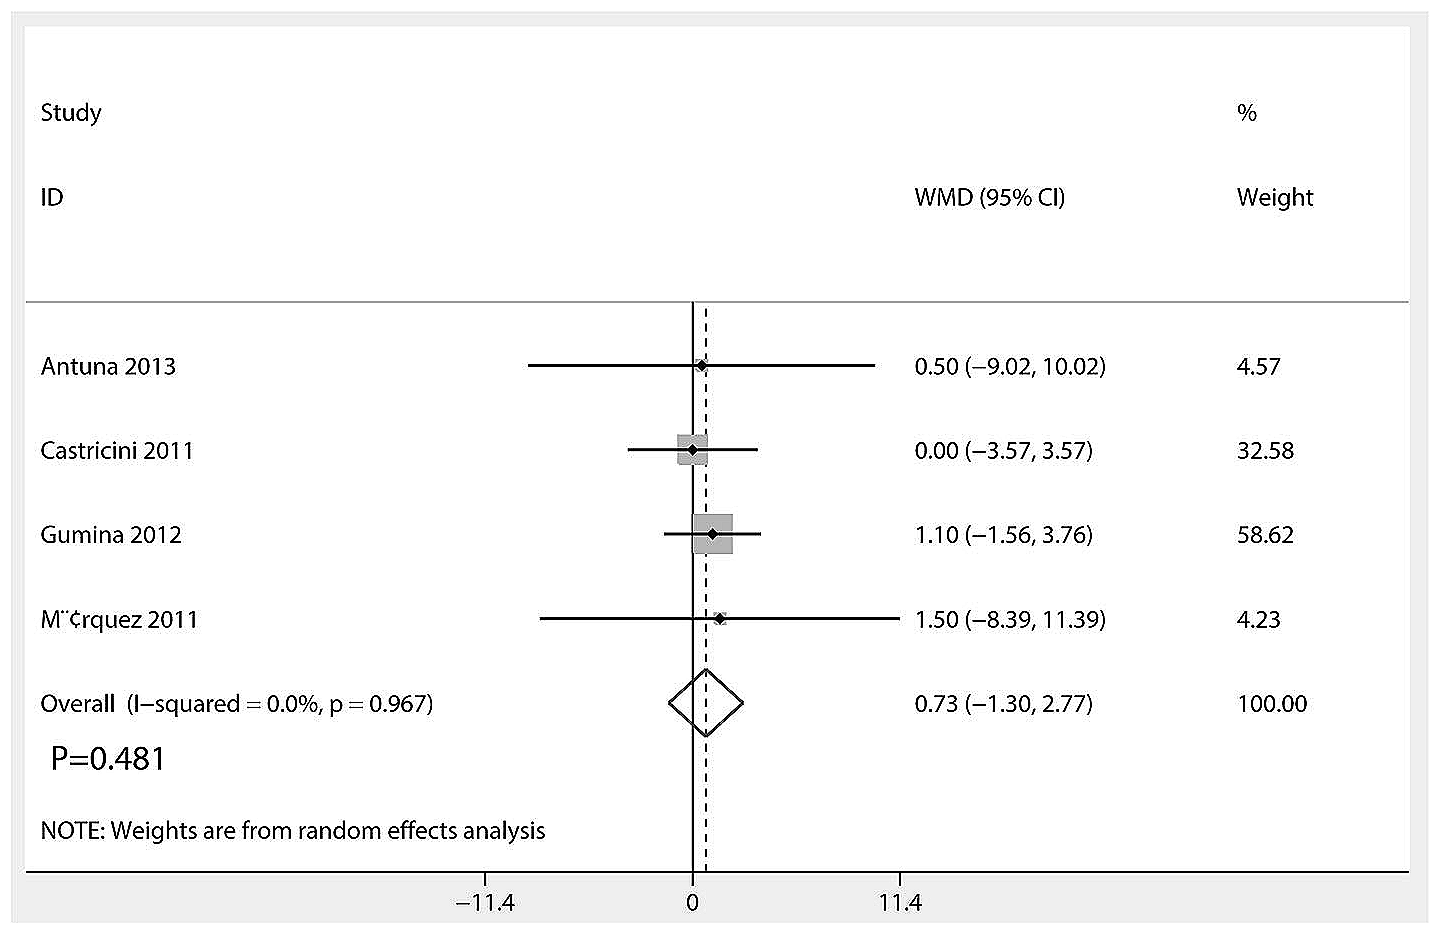 Study %
ID WMD (95% CI) Weight
Antuna 2013 0.50 (−9.02, 10.02) 4.57
Castricini 2011 0.00 (−3.57, 3.57) 32.58
Gumina 2012 1.10 (−1.56, 3.76) 58.62
M¨¢rquez 2011 1.50 (−8.39, 11.39) 4.23
Overall (I−squared = 0.0%, p = 0.967) 0.73 (−1.30, 2.77) 100.00
P=0.481
NOTE: Weights are from random effects analysis
−11.4 0 11.4